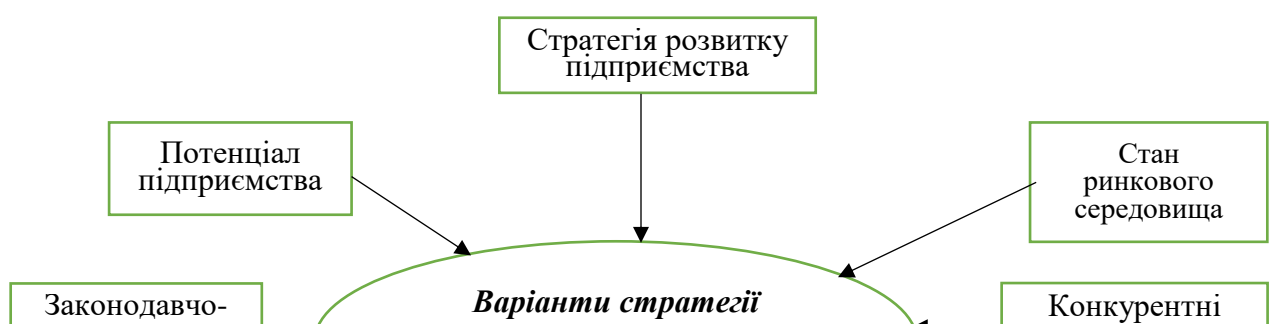 Стратегія розвитку
підприємства
Потенціал
підприємства
Стан
ринкового
середовища
Законодавчо-
Варіанти стратегії
Конкурентні